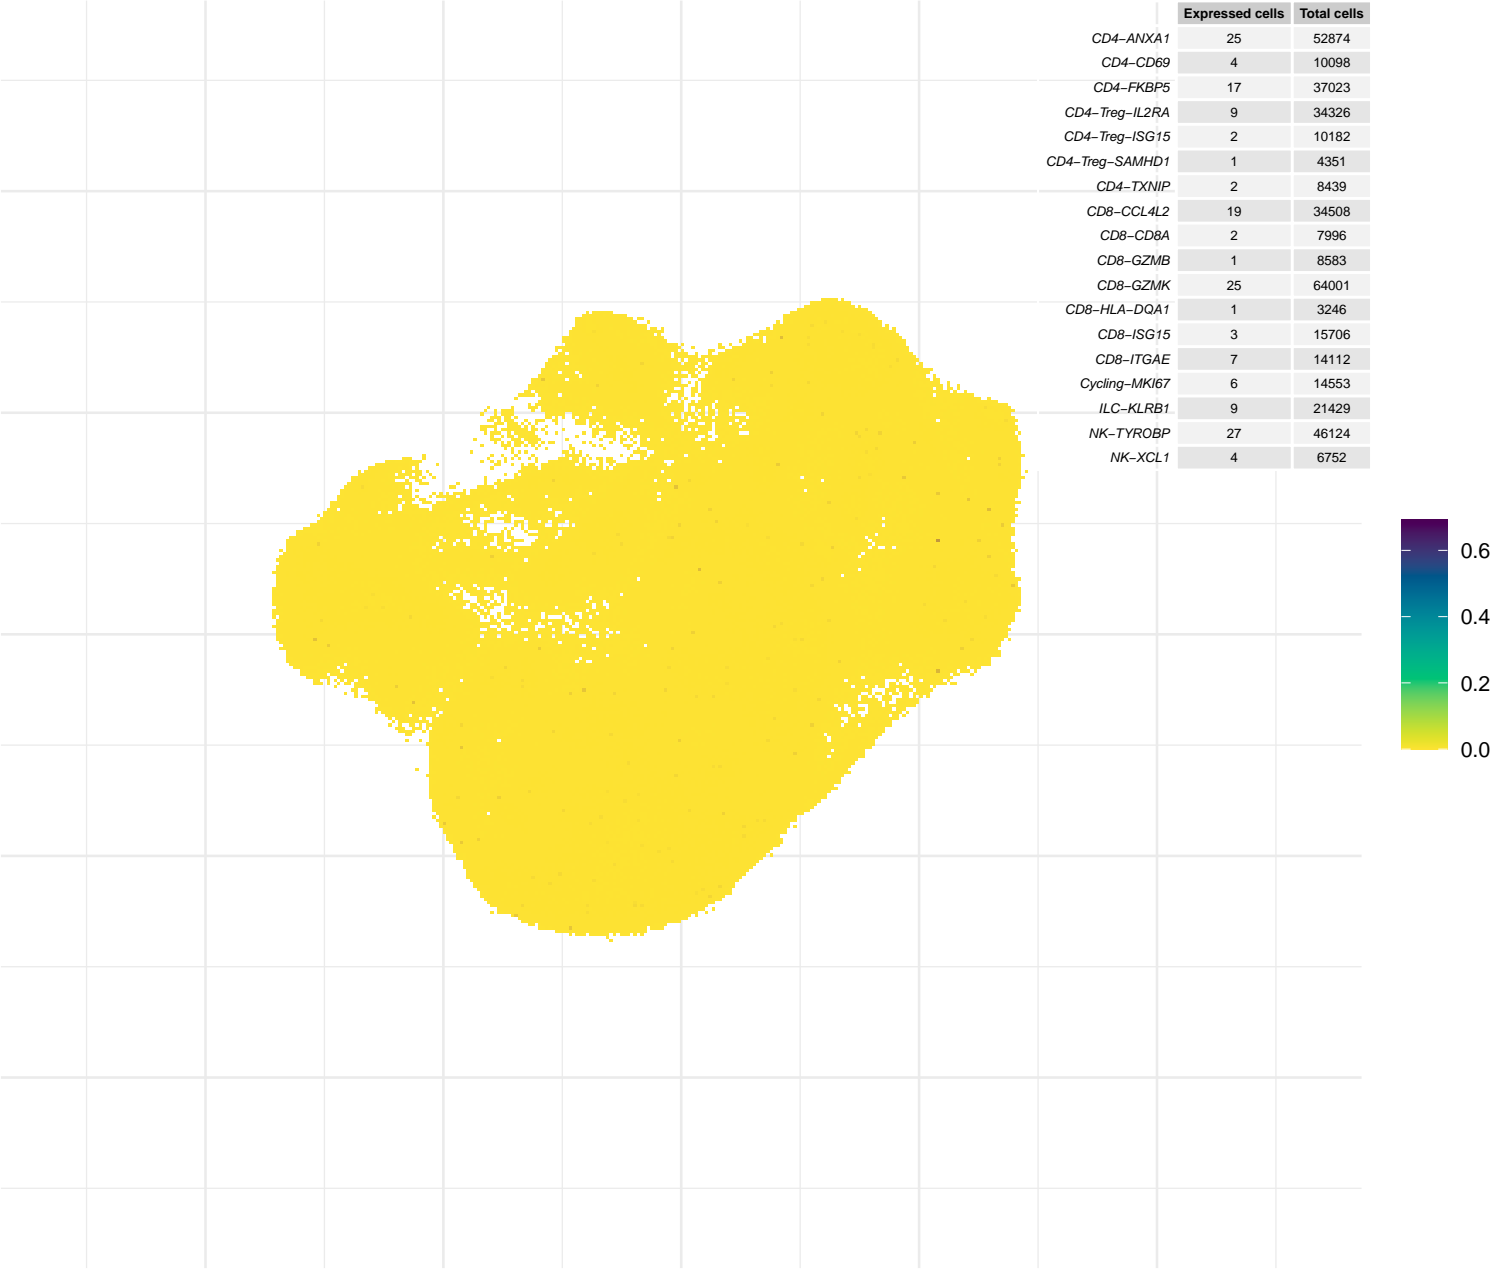 Expressed cells Total cells
CD4−ANXA1 25 52874
CD4−CD69 4 10098
CD4−FKBP5 17 37023
CD4−Treg−IL2RA 9 34326
CD4−Treg−ISG15 2 10182
CD4−Treg−SAMHD1 1 4351
CD4−TXNIP 2 8439
CD8−CCL4L2 19 34508
CD8−CD8A 2 7996
CD8−GZMB 1 8583
CD8−GZMK 25 64001
CD8−HLA−DQA1 1 3246
CD8−ISG15 3 15706
CD8−ITGAE 7 14112
Cycling−MKI67 6 14553
ILC−KLRB1 9 21429
NK−TYROBP 27 46124
NK−XCL1 4 6752
0.6
0.4
0.2
0.0